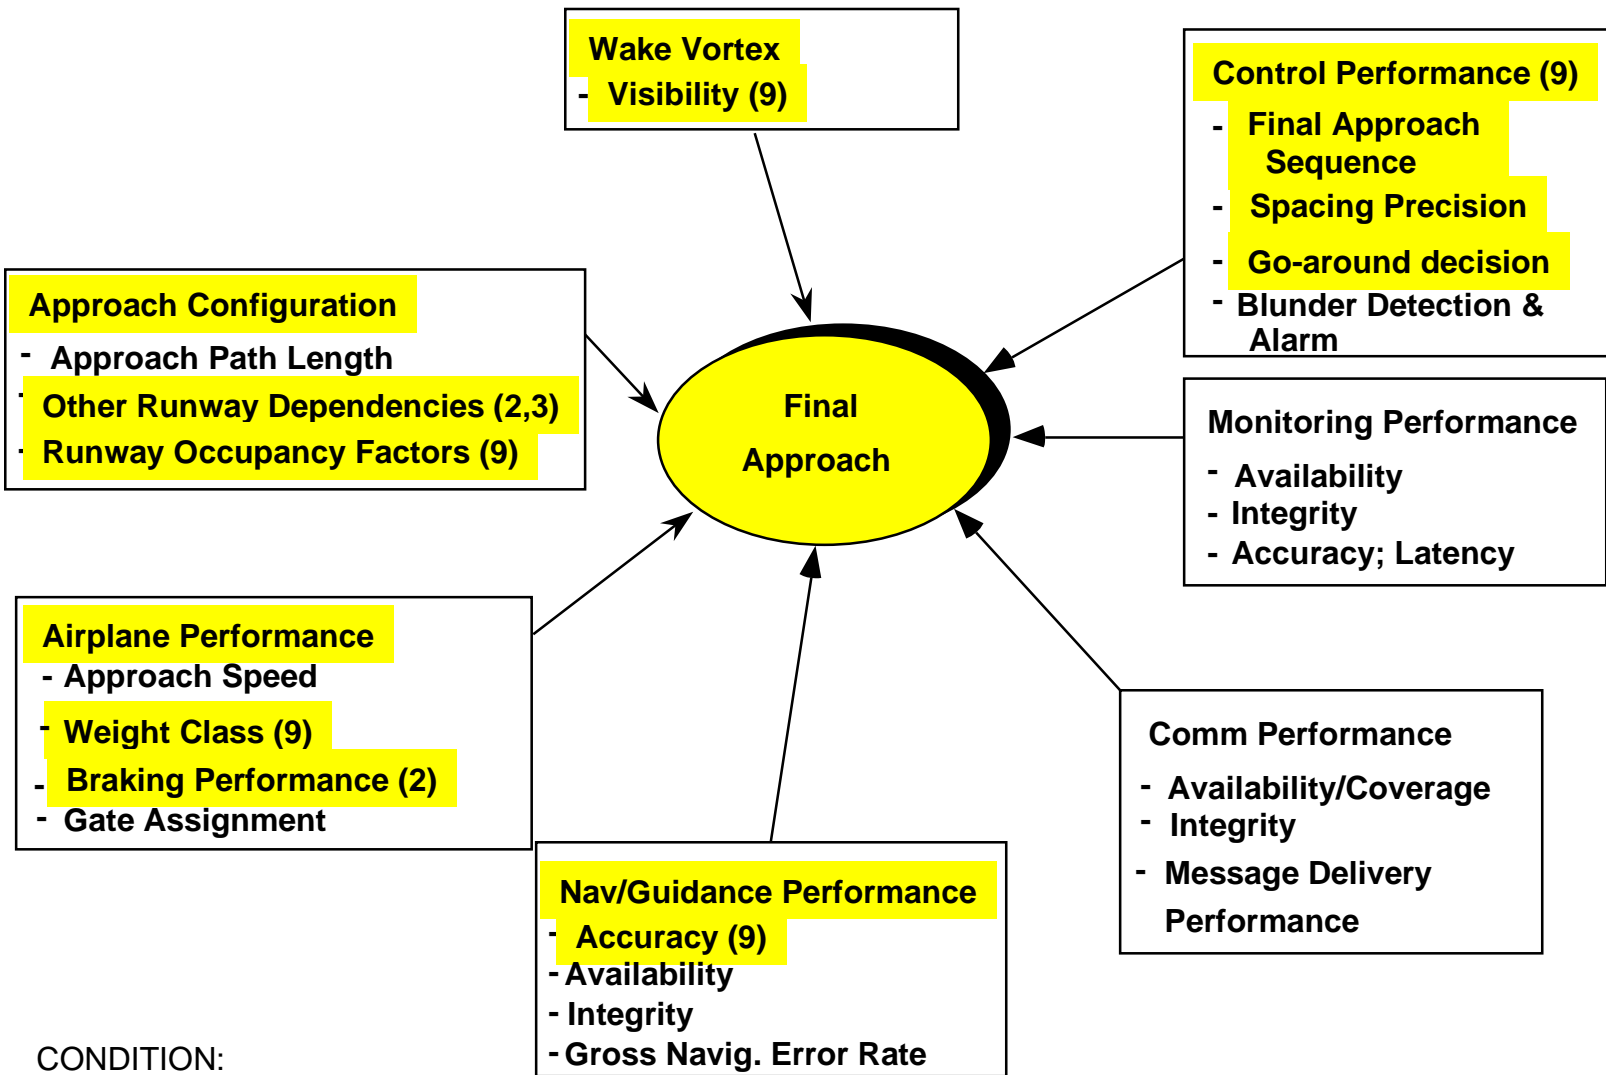 Wake Vortex
- Visibility (9)
Control Performance (9)
- Final Approach
Sequence
- Spacing Precision
- Go-around decision
- Blunder Detection &
Alarm
Approach Configuration
- Approach Path Length
- Other Runway Dependencies (2,3)
- Runway Occupancy Factors (9)
Final
Approach
Monitoring Performance
- Availability
- Integrity
- Accuracy; Latency
Airplane Performance
- Approach Speed
- Weight Class (9)
- Braking Performance (2)
- Gate Assignment
Comm Performance
- Availability/Coverage
- Integrity
- Message Delivery
Performance
Nav/Guidance Performance
- Accuracy (9)
- Availability
- Integrity
- Gross Navig. Error Rate
CONDITION: